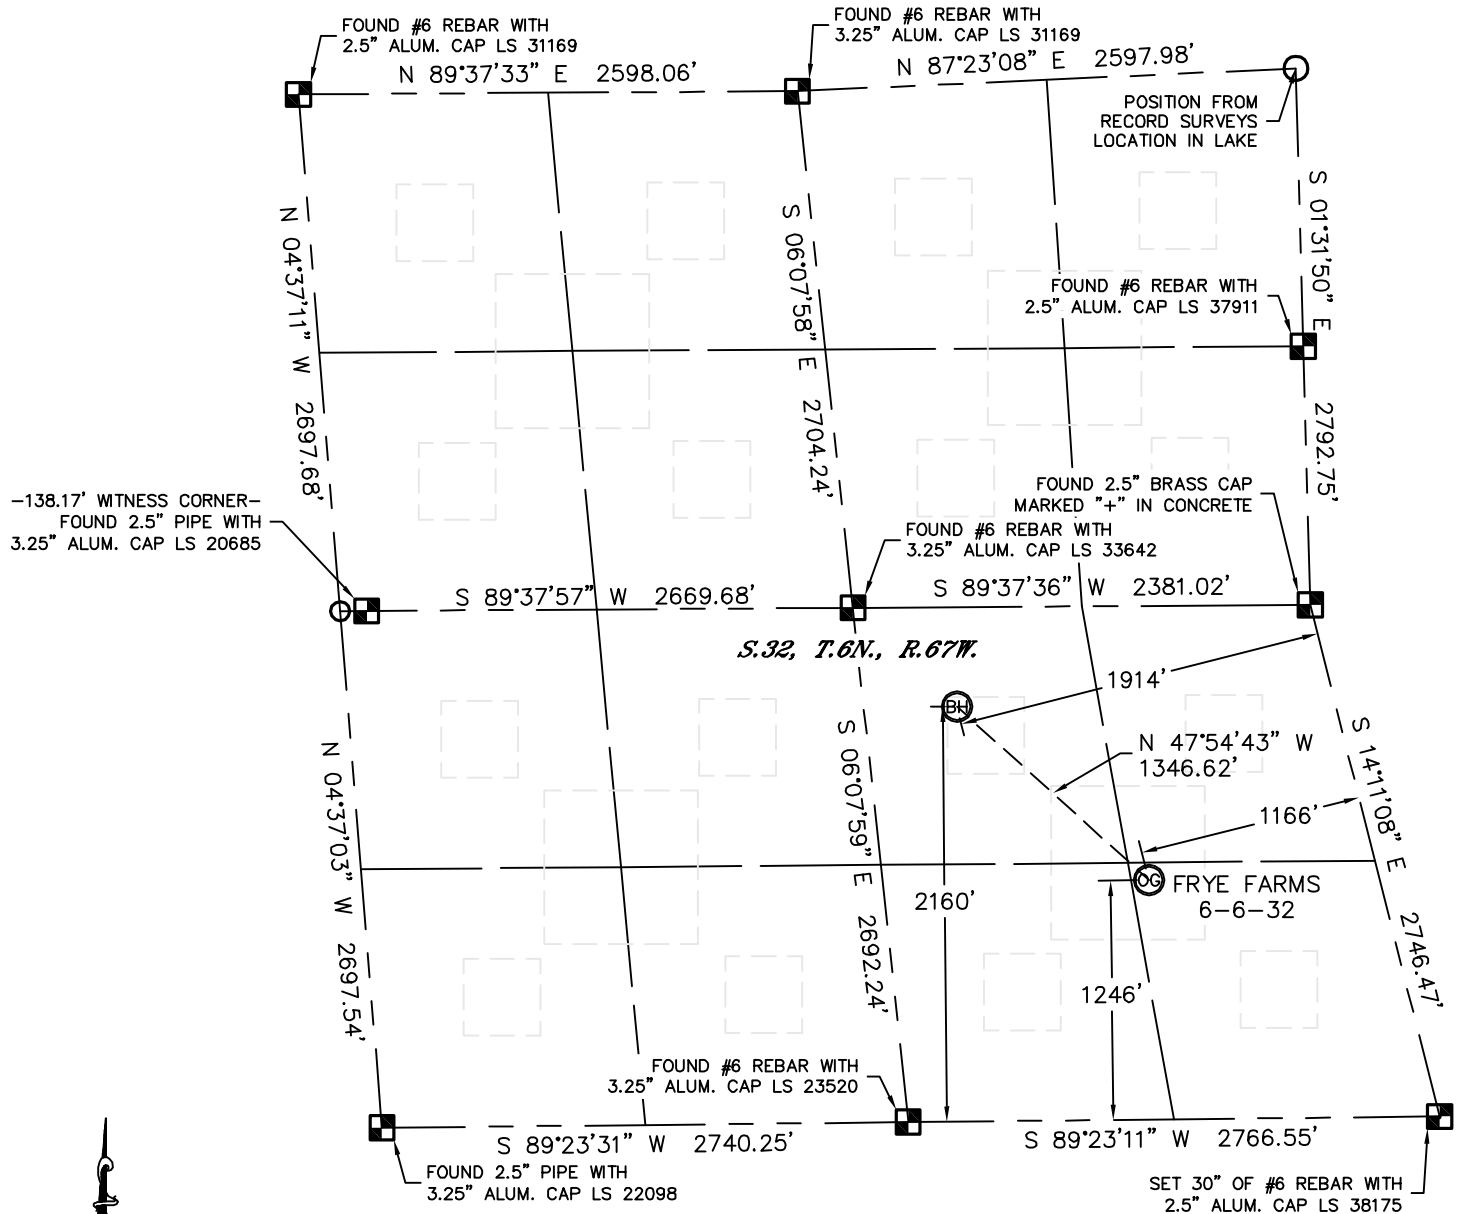 FOUND #6 REBAR WITH
2.5" ALUM. CAP LS 31169
FOUND #6 REBAR WITH
3.25" ALUM. CAP LS 31169
N 89°37'33" E 2598.06'
N 87°23'08" E 2597.98'
POSITION FROM
RECORD SURVEYS
LOCATION IN LAKE
N 04°37'11" W 2697.68'
S 06°07'58" E 2704.24'
S 01°31'50" E 2792.75'
FOUND #6 REBAR WITH
2.5" ALUM. CAP LS 37911
-138.17' WITNESS CORNER-
FOUND 2.5" PIPE WITH
3.25" ALUM. CAP LS 20685
FOUND 2.5" BRASS CAP
MARKED "+" IN CONCRETE
FOUND #6 REBAR WITH
3.25" ALUM. CAP LS 33642
S 89°37'57" W 2669.68'
S 89°37'36" W 2381.02'
S.32, T.6N., R.67W.
1914'
BH
N 47°54'43" W
1346.62'
N 04°37'03" W 2697.54'
S 06°07'59" E 2692.24'
S 14°11'08" E 2746.47'
1166'
OG
FRYE FARMS
6-6-32
2160'
1246'
FOUND #6 REBAR WITH
3.25" ALUM. CAP LS 23520
S 89°23'31" W 2740.25'
S 89°23'11" W 2766.55'
FOUND 2.5" PIPE WITH
3.25" ALUM. CAP LS 22098
SET 30" OF #6 REBAR WITH
2.5" ALUM. CAP LS 38175